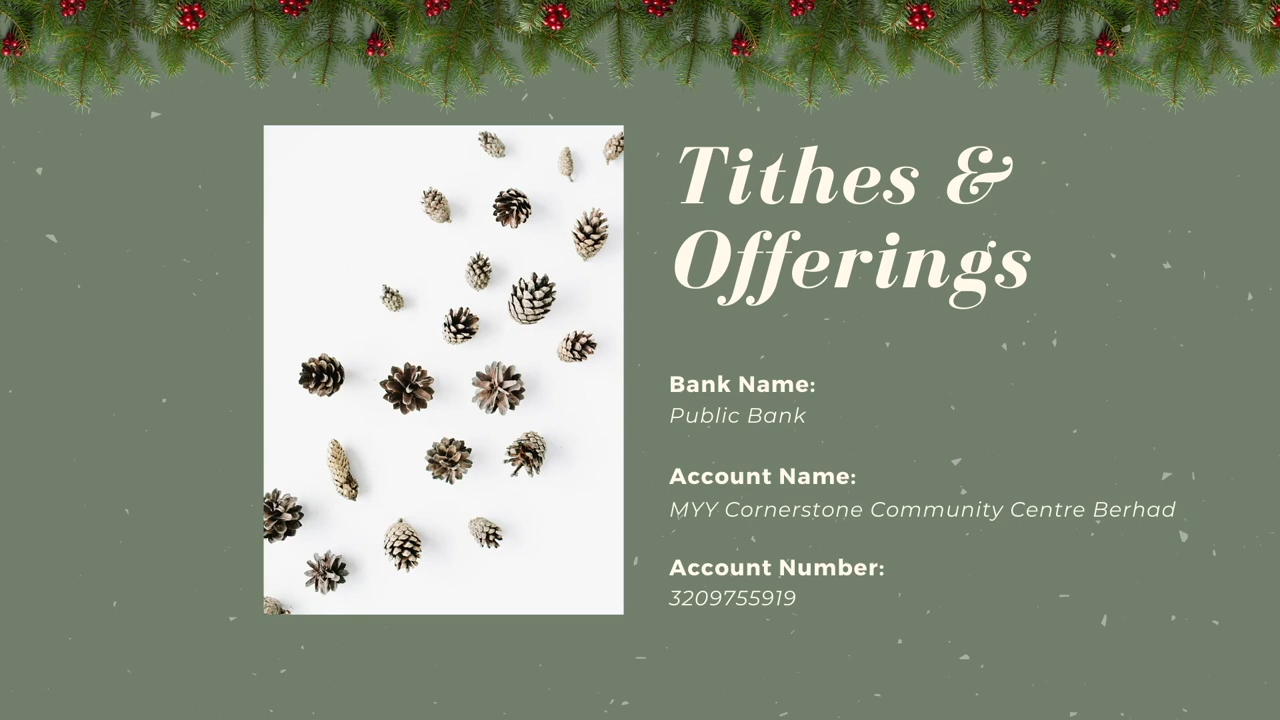 Tithes &
Offerings
Bank Name:
Public Bank
Account Name:
MYY Cornerstone Community Centre Berhad
Account Number:
3209755919